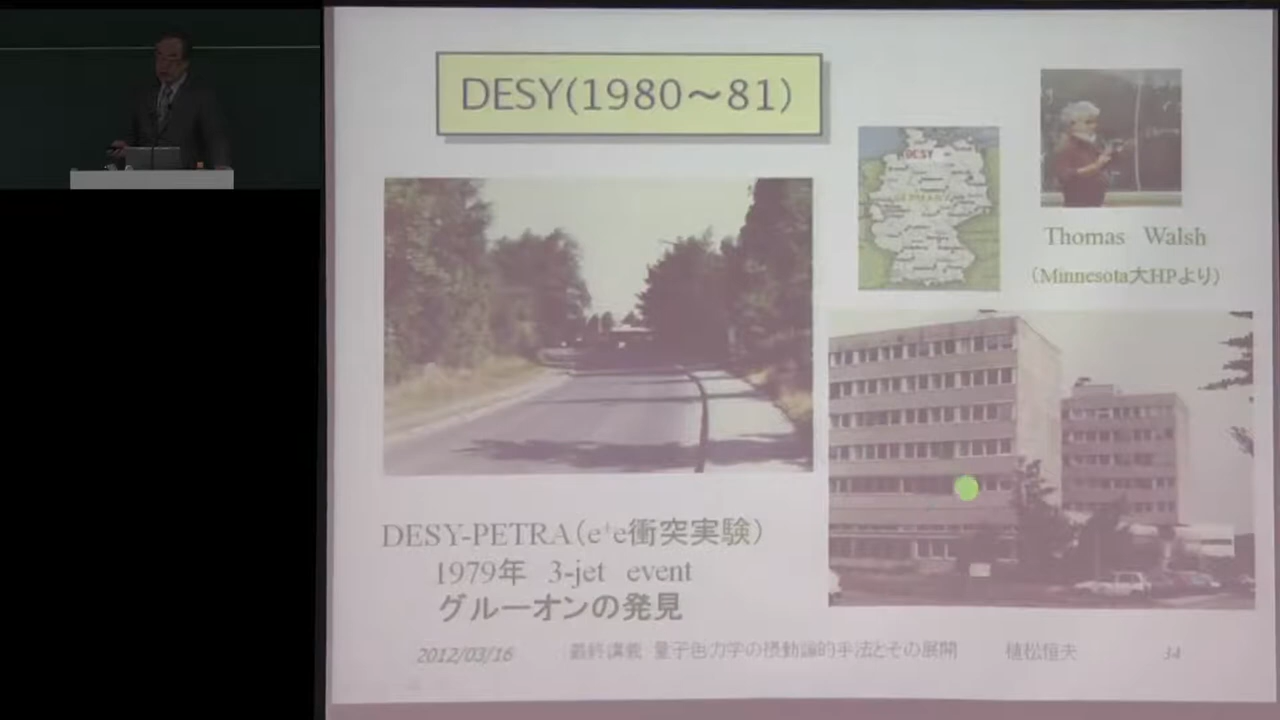 DESY(1980～81)
DESY
GERMANY
Thomas Walsh
(Minnesota大HPより)
DESY-PETRA(e⁺e衝突実験)
1979年 3-jet event
グルーオンの発見
2012/03/16 最終講義 量子色力学の摂動論的手法とその展開 植松恒夫 34